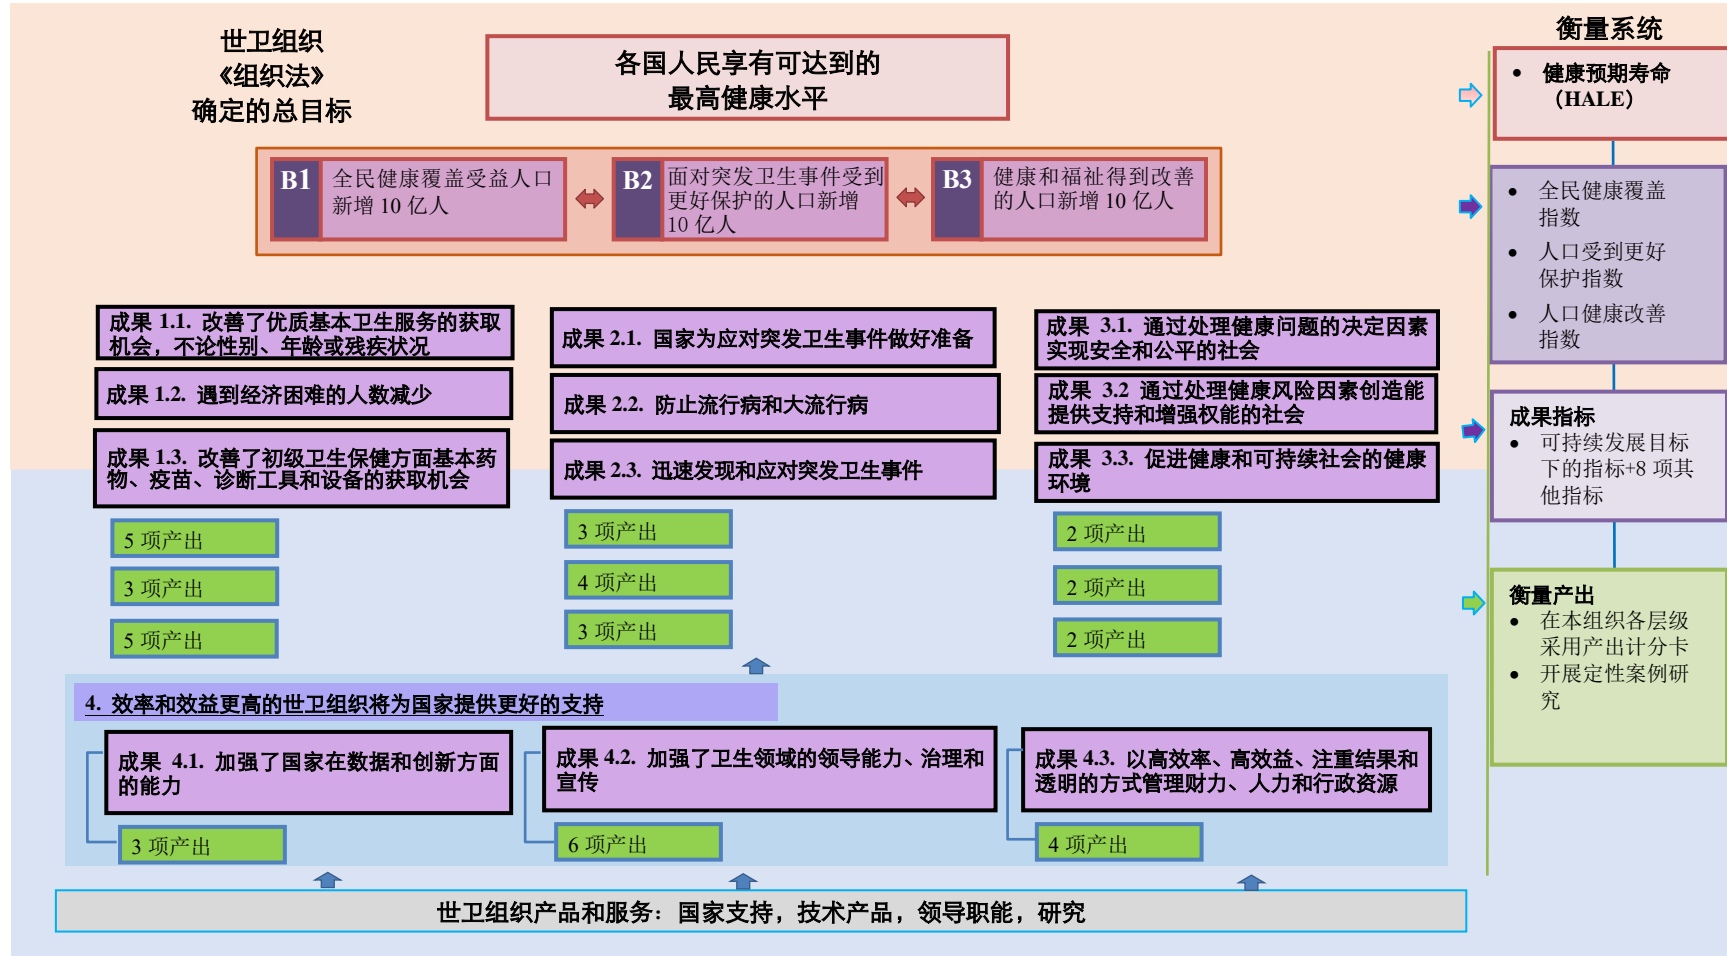 世卫组织
《组织法》
确定的总目标
各国人民享有可达到的
最高健康水平
衡量系统
• 健康预期寿命
（HALE）
B1
全民健康覆盖受益人口
新增 10 亿人
B2
面对突发卫生事件受到
更好保护的人口新增
10 亿人
B3
健康和福祉得到改善
的人口新增 10 亿人
• 全民健康覆盖
指数
• 人口受到更好
保护指数
• 人口健康改善
指数
成果 1.1. 改善了优质基本卫生服务的获取
机会，不论性别、年龄或残疾状况
成果 1.2. 遇到经济困难的人数减少
成果 1.3. 改善了初级卫生保健方面基本药
物、疫苗、诊断工具和设备的获取机会
成果 2.1. 国家为应对突发卫生事件做好准备
成果 2.2. 防止流行病和大流行病
成果 2.3. 迅速发现和应对突发卫生事件
成果 3.1. 通过处理健康问题的决定因素
实现安全和公平的社会
成果 3.2 通过处理健康风险因素创造能
提供支持和增强权能的社会
成果 3.3. 促进健康和可持续社会的健康
环境
成果指标
• 可持续发展目标
下的指标+8 项其
他指标
5 项产出
3 项产出
5 项产出
3 项产出
4 项产出
3 项产出
2 项产出
2 项产出
2 项产出
衡量产出
• 在本组织各层级
采用产出计分卡
• 开展定性案例研
究
4. 效率和效益更高的世卫组织将为国家提供更好的支持
成果 4.1. 加强了国家在数据和创新方面
的能力
3 项产出
成果 4.2. 加强了卫生领域的领导能力、治理和
宣传
6 项产出
成果 4.3. 以高效率、高效益、注重结果和
透明的方式管理财力、人力和行政资源
4 项产出
世卫组织产品和服务：国家支持，技术产品，领导职能，研究